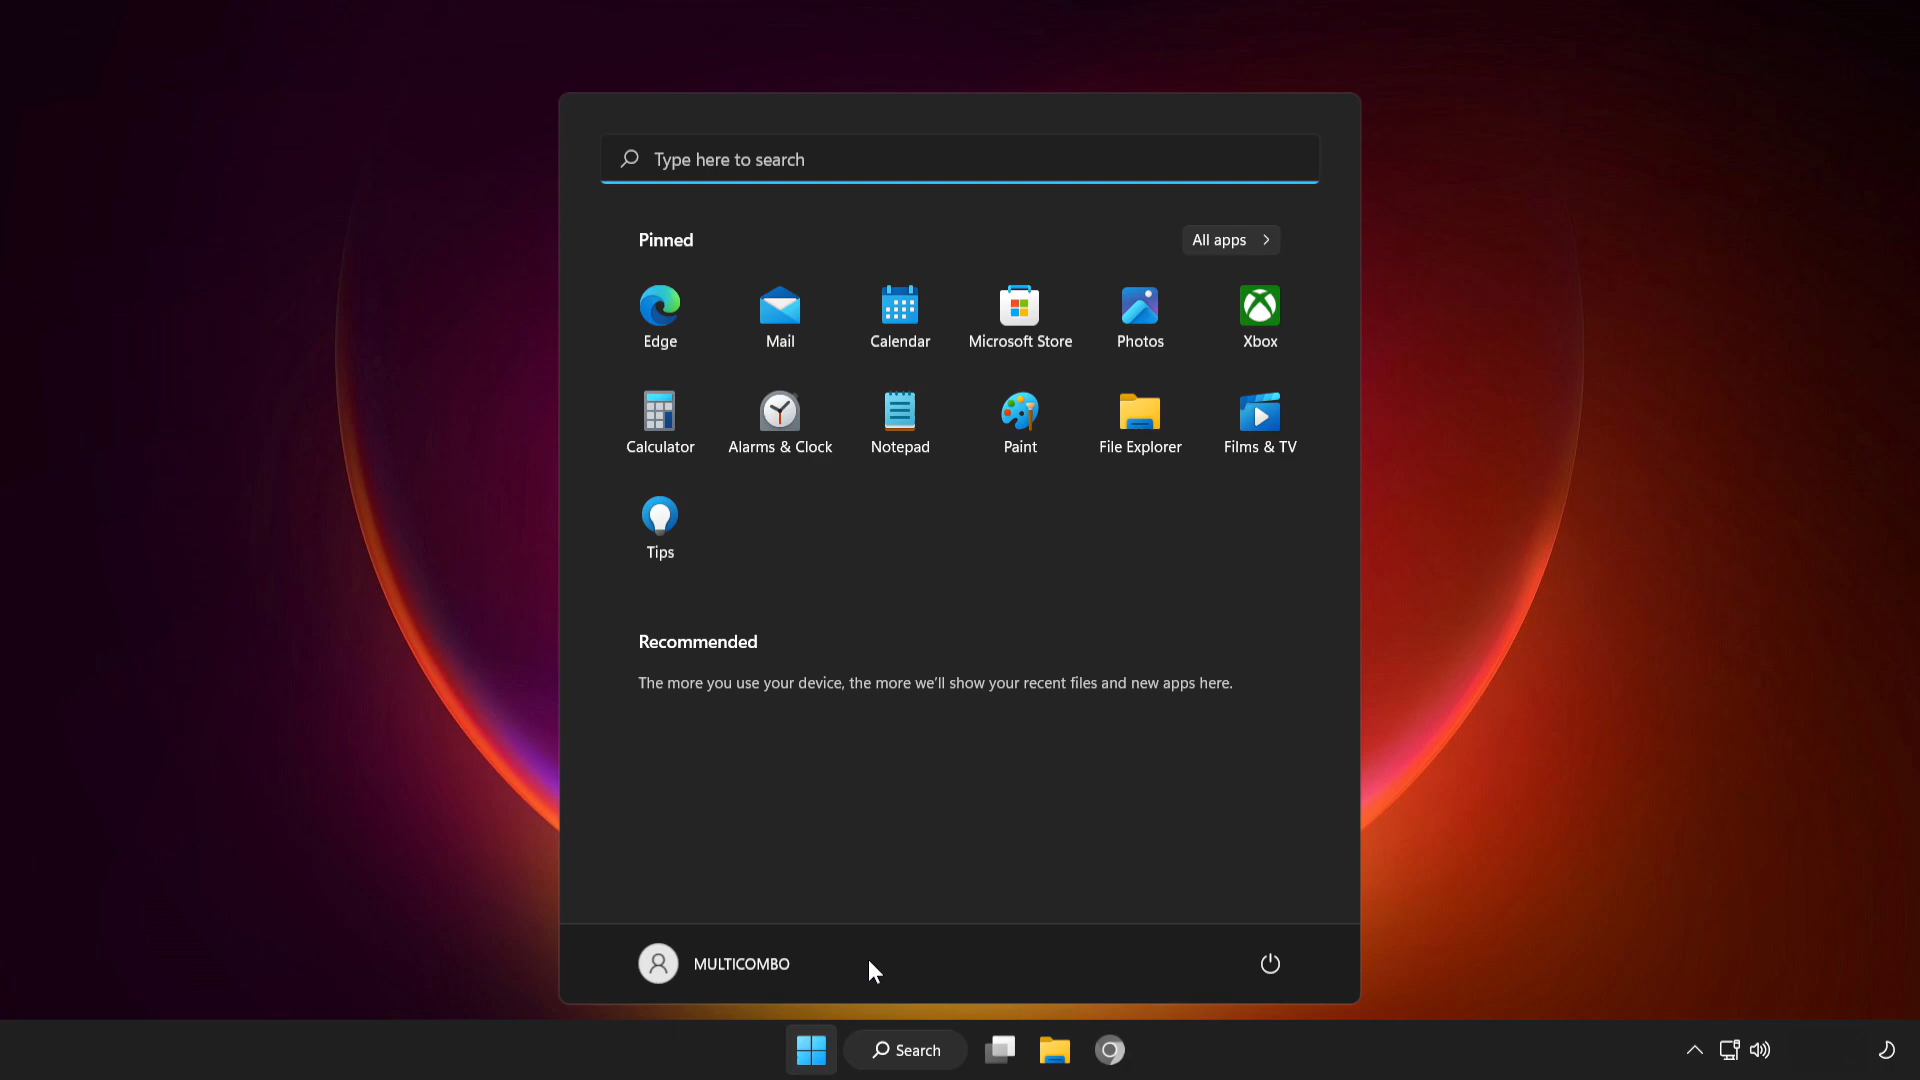 Type here to search
Pinned
All apps
Edge
Mail
Calendar
Microsoft Store
Photos
Xbox
Calculator
Alarms & Clock
Notepad
Paint
File Explorer
Films & TV
Tips
Recommended
The more you use your device, the more we'll show your recent files and new apps here.
MULTICOMBO
Search